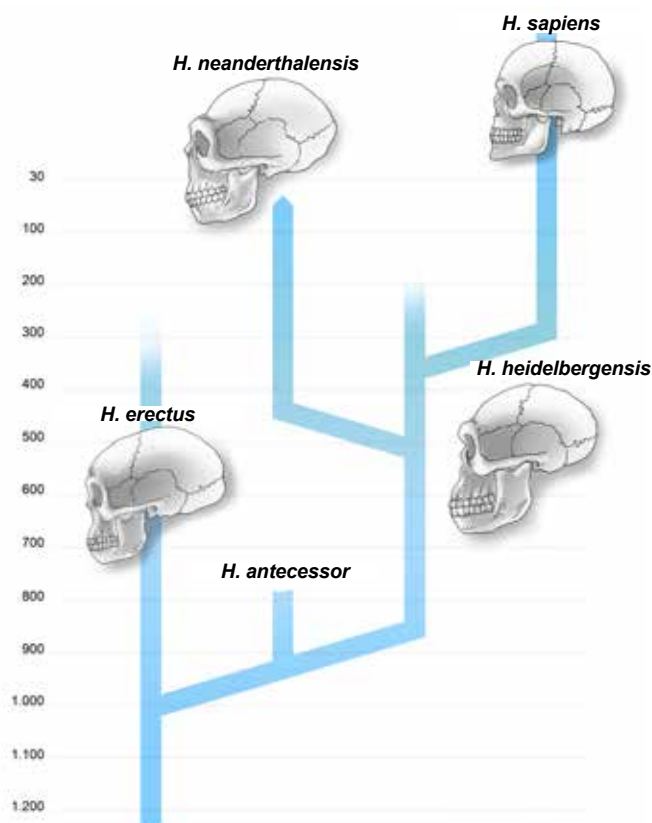 H. sapiens
H. neanderthalensis
30
100
200
300
H. heidelbergensis
400
H. erectus
500
600
700
H. antecessor
800
900
1.000
1.100
1.200